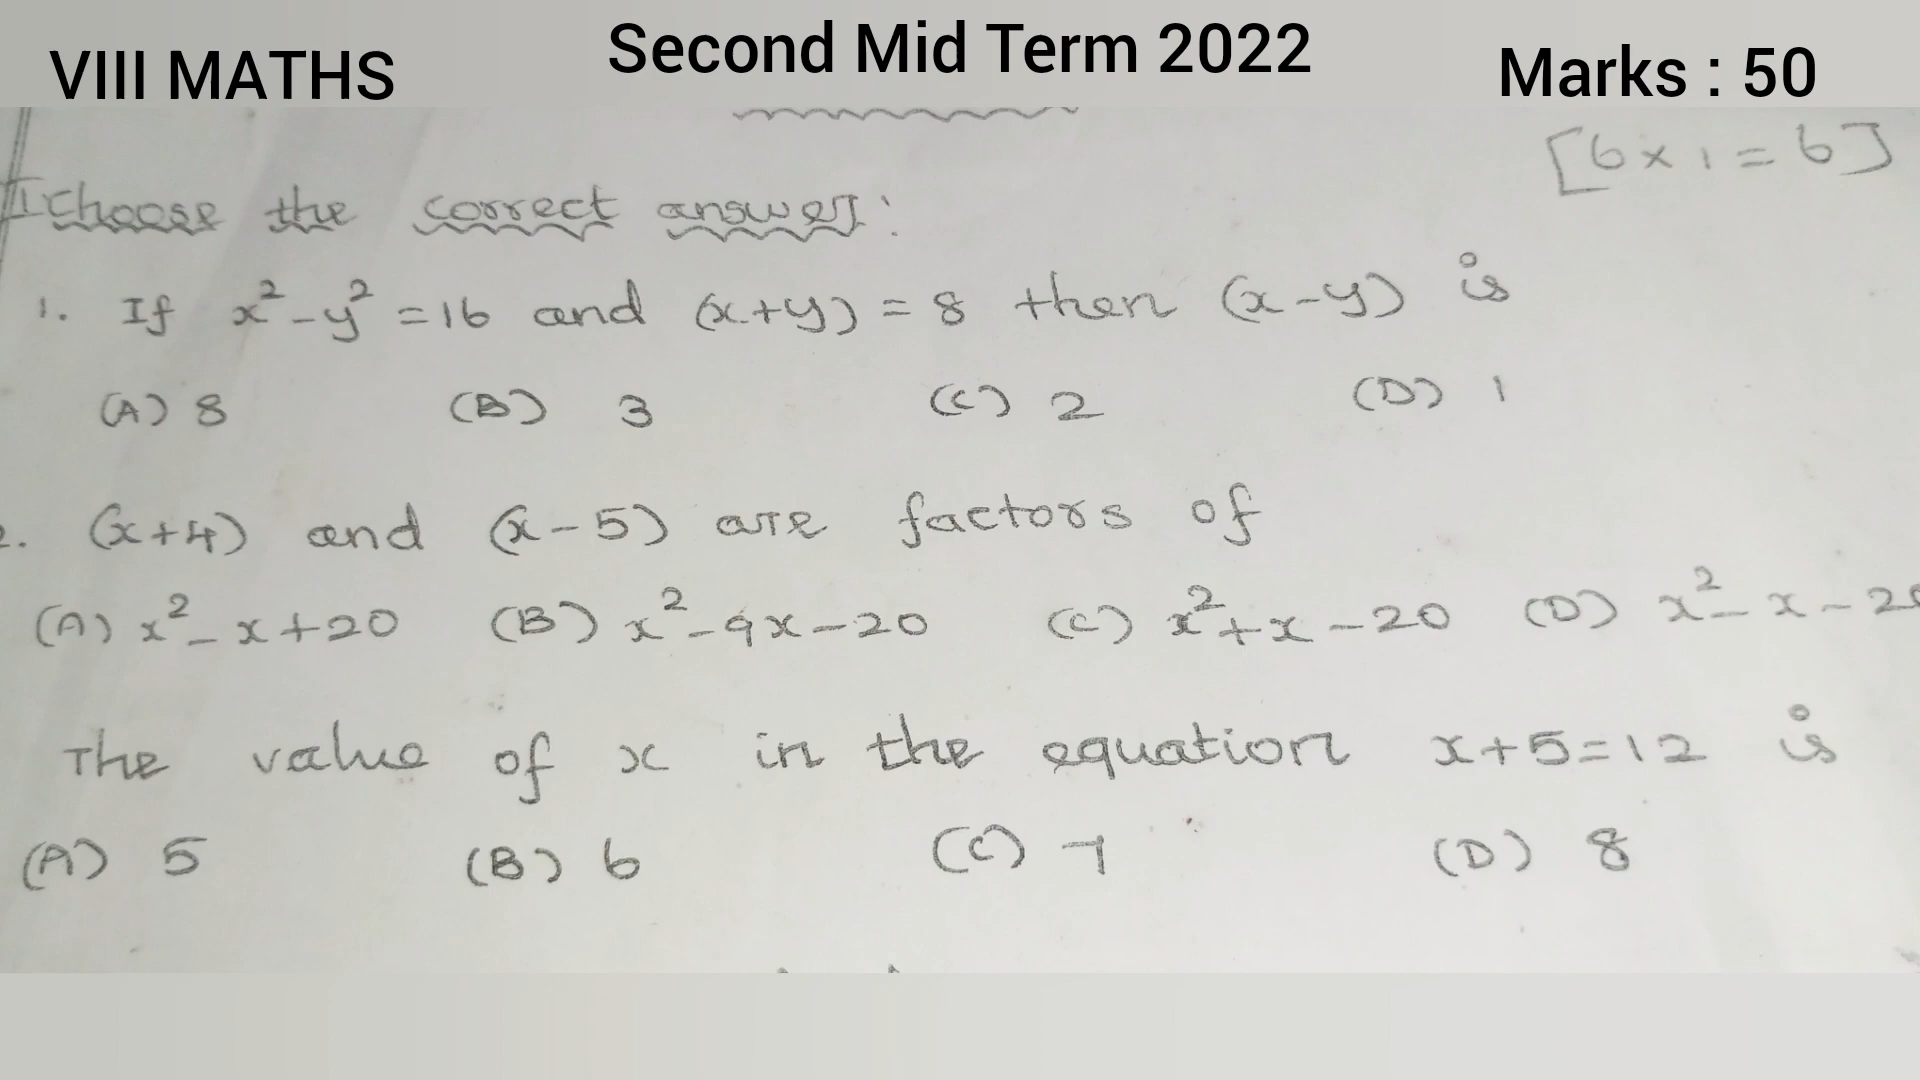 VIII MATHS Second Mid Term 2022 Marks : 50
[6 × 1 = 6]
I Choose the correct answer:
1. If x²-y² = 16 and (x+y) = 8 then (x-y) is
(A) 8 (B) 3 (C) 2 (D) 1
2. (x+4) and (x-5) are factors of
(A) x²-x+20 (B) x²-9x-20 (C) x²+x-20 (D) x²-x-20
The value of x in the equation x+5=12 is
(A) 5 (B) 6 (C) 7 (D) 8